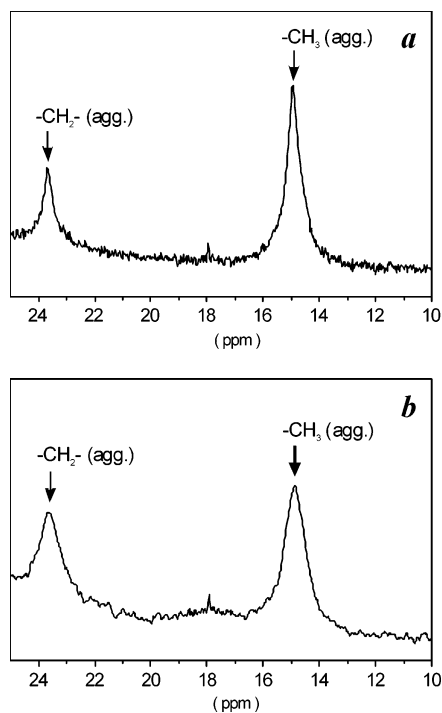 a
-CH₃ (agg.)
-CH₂- (agg.)
24 22 20 18 16 14 12 10
( ppm )
b
-CH₃ (agg.)
-CH₂- (agg.)
24 22 20 18 16 14 12 10
(ppm)